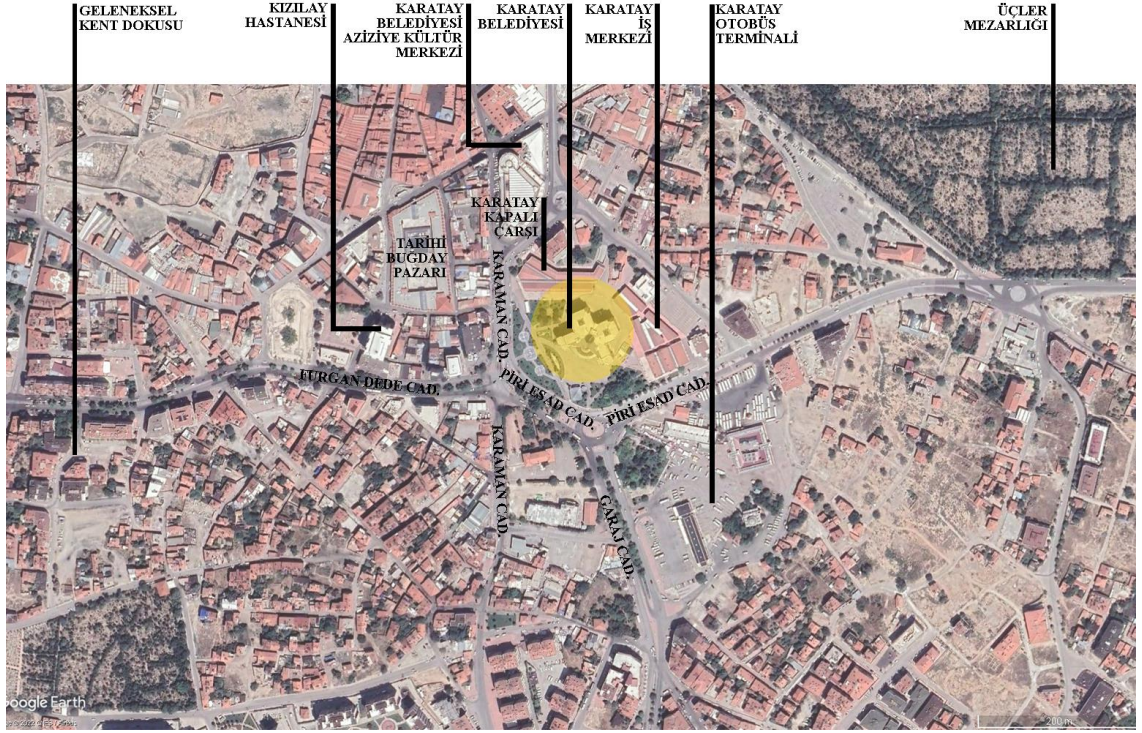 GELENEKSEL
KENT DOKUSU
KIZILAY
HASTANESİ
KARATAY
BELEDİYESİ
AZİZİYE KÜLTÜR
MERKEZİ
KARATAY
BELEDİYESİ
KARATAY
İŞ
MERKEZİ
KARATAY
OTOBÜS
TERMİNALİ
ÜÇLER
MEZARLIĞI
KARATAY
KAPALI
ÇARŞI
TARİHİ
BUGDAY
PAZARI
KARAMAN CAD.
FURGAN DEDE CAD.
PİRİ ESAD CAD.
PİRİ ESAD CAD.
KARAMAN CAD.
GARAJ CAD.
Google Earth
200 m